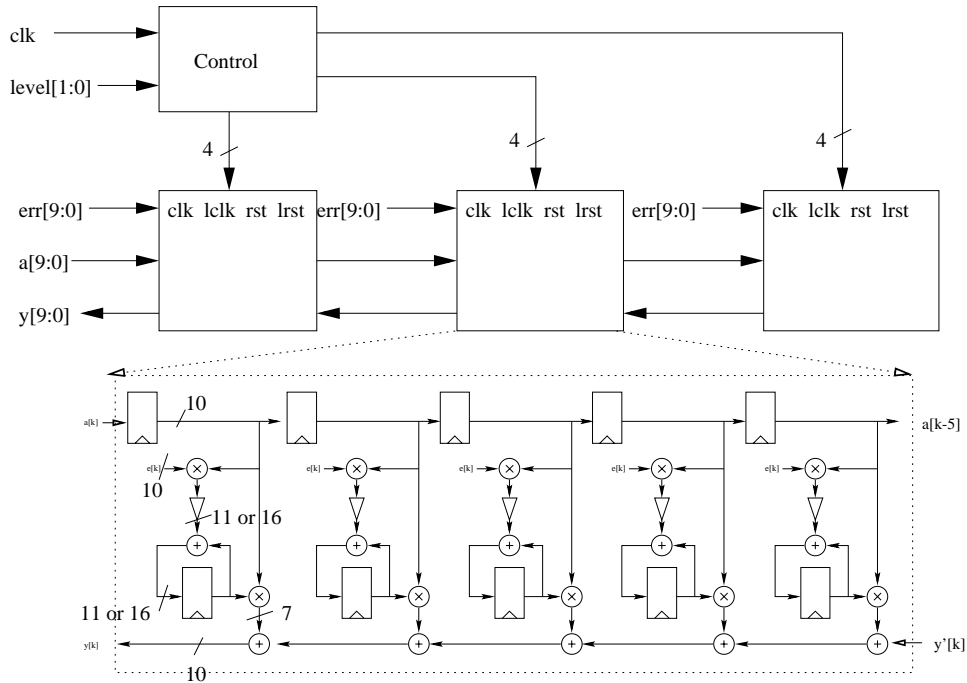 clk
Control
level[1:0]
4
4
4
err[9:0]
clk lclk rst lrst
err[9:0]
clk lclk rst lrst
err[9:0]
clk lclk rst lrst
a[9:0]
y[9:0]
10
a[k]
a[k-5]
e[k]
×
e[k]
×
e[k]
×
e[k]
×
e[k]
×
10
11 or 16
+
+
+
+
+
11 or 16
×
×
×
×
×
7
y[k]
+
+
+
+
+
y'[k]
10